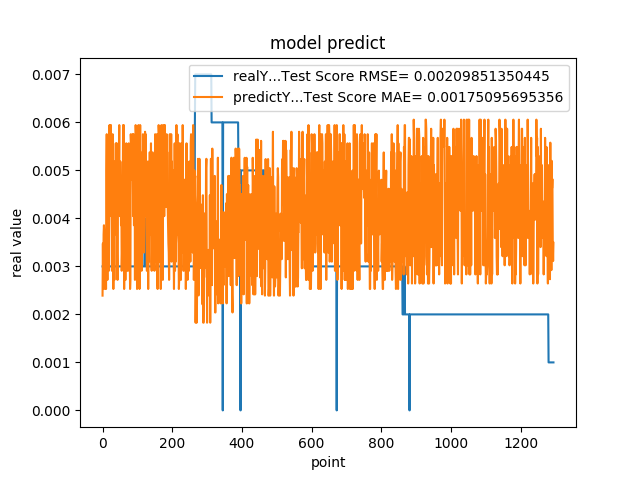 model predict
realY...Test Score RMSE= 0.00209851350445
predictY...Test Score MAE= 0.00175095695356
0.007
0.006
0.005
0.004
0.003
0.002
0.001
0.000
real value
0 200 400 600 800 1000 1200
point